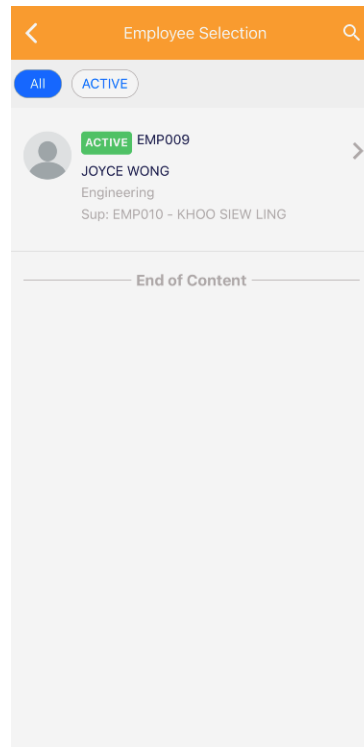 Employee Selection
All ACTIVE
ACTIVE EMP009
JOYCE WONG
Engineering
Sup: EMP010 - KHOO SIEW LING
End of Content